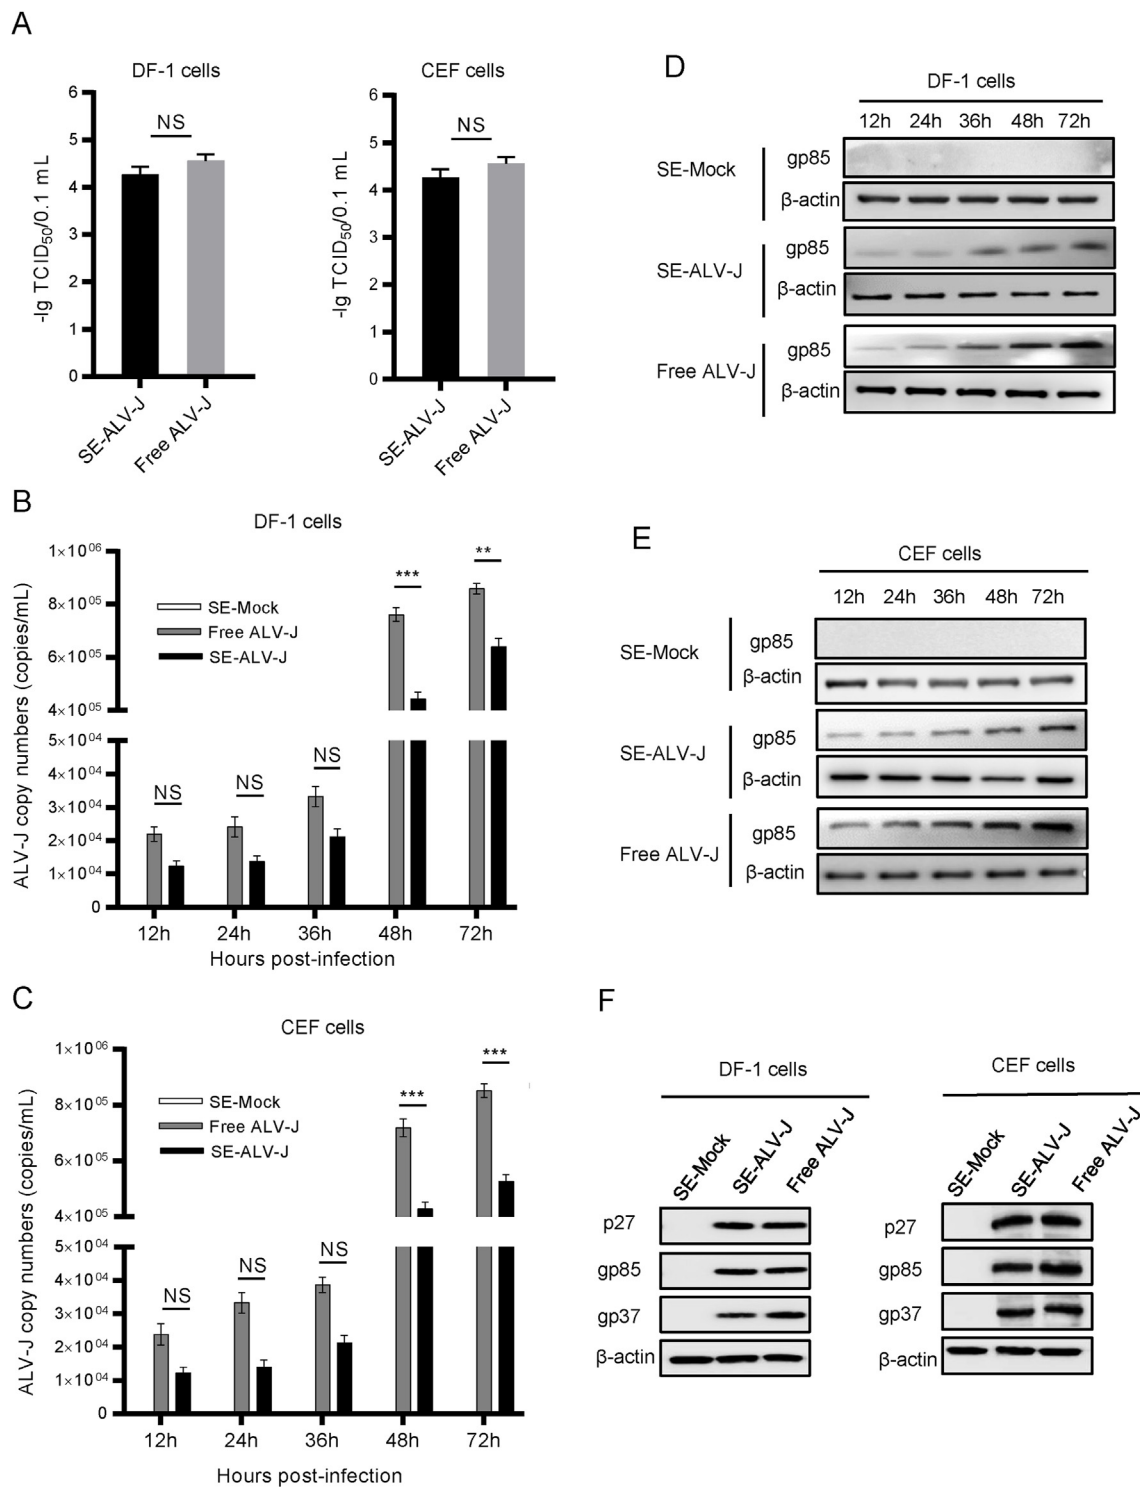 A
DF-1 cells
6
5
4
3
2
1
0
-lg TCID50/0.1 mL
NS
SE-ALV-J
Free ALV-J
CEF cells
6
5
4
3
2
1
0
-lg TCID50/0.1 mL
NS
SE-ALV-J
Free ALV-J
B
DF-1 cells
ALV-J copy numbers (copies/mL)
1×10^06
8×10^05
6×10^05
4×10^05
5×10^04
4×10^04
3×10^04
2×10^04
1×10^04
0
SE-Mock
Free ALV-J
SE-ALV-J
NS
NS
NS
***
**
12h 24h 36h 48h 72h
Hours post-infection
C
CEF cells
ALV-J copy numbers (copies/mL)
1×10^06
8×10^05
6×10^05
4×10^05
5×10^04
4×10^04
3×10^04
2×10^04
1×10^04
0
SE-Mock
Free ALV-J
SE-ALV-J
NS
NS
NS
***
***
12h 24h 36h 48h 72h
Hours post-infection
D
DF-1 cells
12h 24h 36h 48h 72h
SE-Mock
gp85
β-actin
SE-ALV-J
gp85
β-actin
Free ALV-J
gp85
β-actin
E
CEF cells
12h 24h 36h 48h 72h
SE-Mock
gp85
β-actin
SE-ALV-J
gp85
β-actin
Free ALV-J
gp85
β-actin
F
DF-1 cells
SE-Mock
SE-ALV-J
Free ALV-J
p27
gp85
gp37
β-actin
CEF cells
SE-Mock
SE-ALV-J
Free ALV-J
p27
gp85
gp37
β-actin